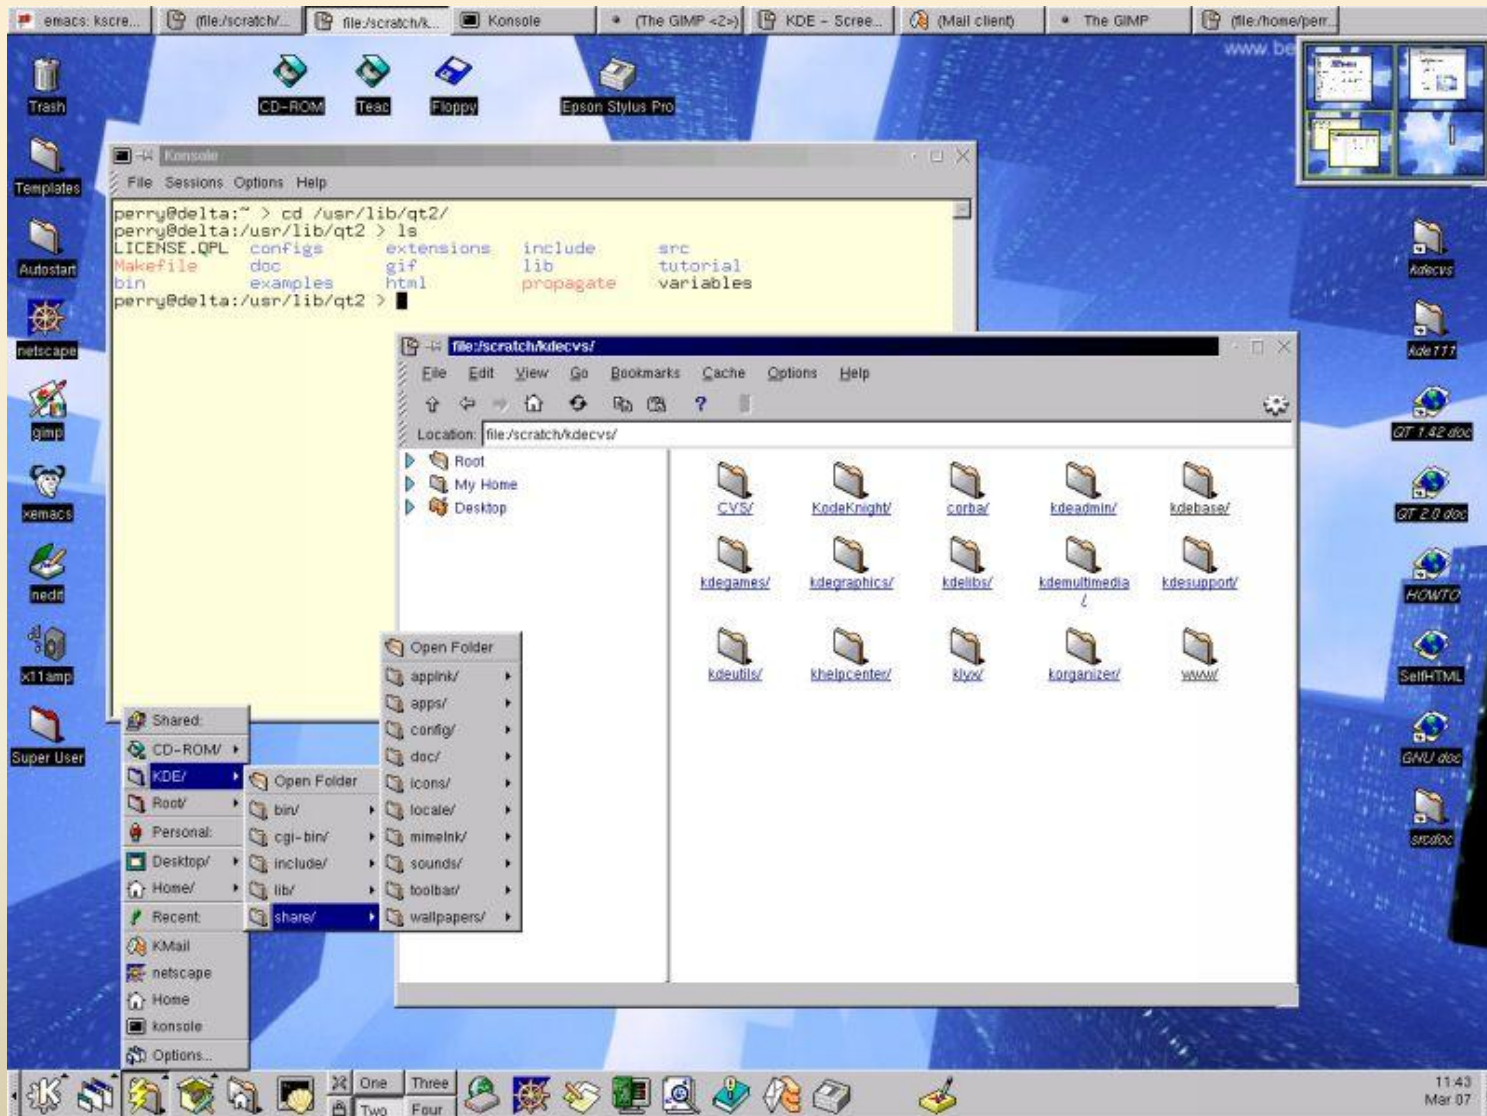 emacs: kscre... (file:/scratch/... file:/scratch/k... Konsole (The GIMP <2>) KDE - Scree... (Mail client) The GIMP (file:/home/perr...
www.be
Trash
CD-ROM Teac Floppy Epson Stylus Pro
Templates
Autostart
netscape
gimp
xemacs
nedit
x11amp
Super User
Konsole
File Sessions Options Help
perry@delta:~ > cd /usr/lib/qt2/
perry@delta:/usr/lib/qt2 > ls
LICENSE.QPL configs extensions include src
Makefile doc gif lib tutorial
bin examples html propagate variables
perry@delta:/usr/lib/qt2 >
file:/scratch/kdecvs/
File Edit View Go Bookmarks Cache Options Help
Location: file:/scratch/kdecvs/
Root
My Home
Desktop
CVS/ KodeKnight/ corba/ kdeadmin/ kdebase/
kdegames/ kdegraphics/ kdelibs/ kdemultimedia
/ kdesupport/
kdeutils/ khelpcenter/ klyx/ korganizer/ www/
kdecvs
kde111
QT 1.42 doc
QT 2.0 doc
HOWTO
SelfHTML
GNU doc
srcdoc
Shared:
CD-ROM/
KDE/
Root/
Personal:
Desktop/
Home/
Recent:
KMail
netscape
Home
konsole
Options...
Open Folder
bin/
cgi-bin/
include/
lib/
share/
Open Folder
applnk/
apps/
config/
doc/
icons/
locale/
mimelnk/
sounds/
toolbar/
wallpapers/
One Three
Two Four
11:43
Mar 07